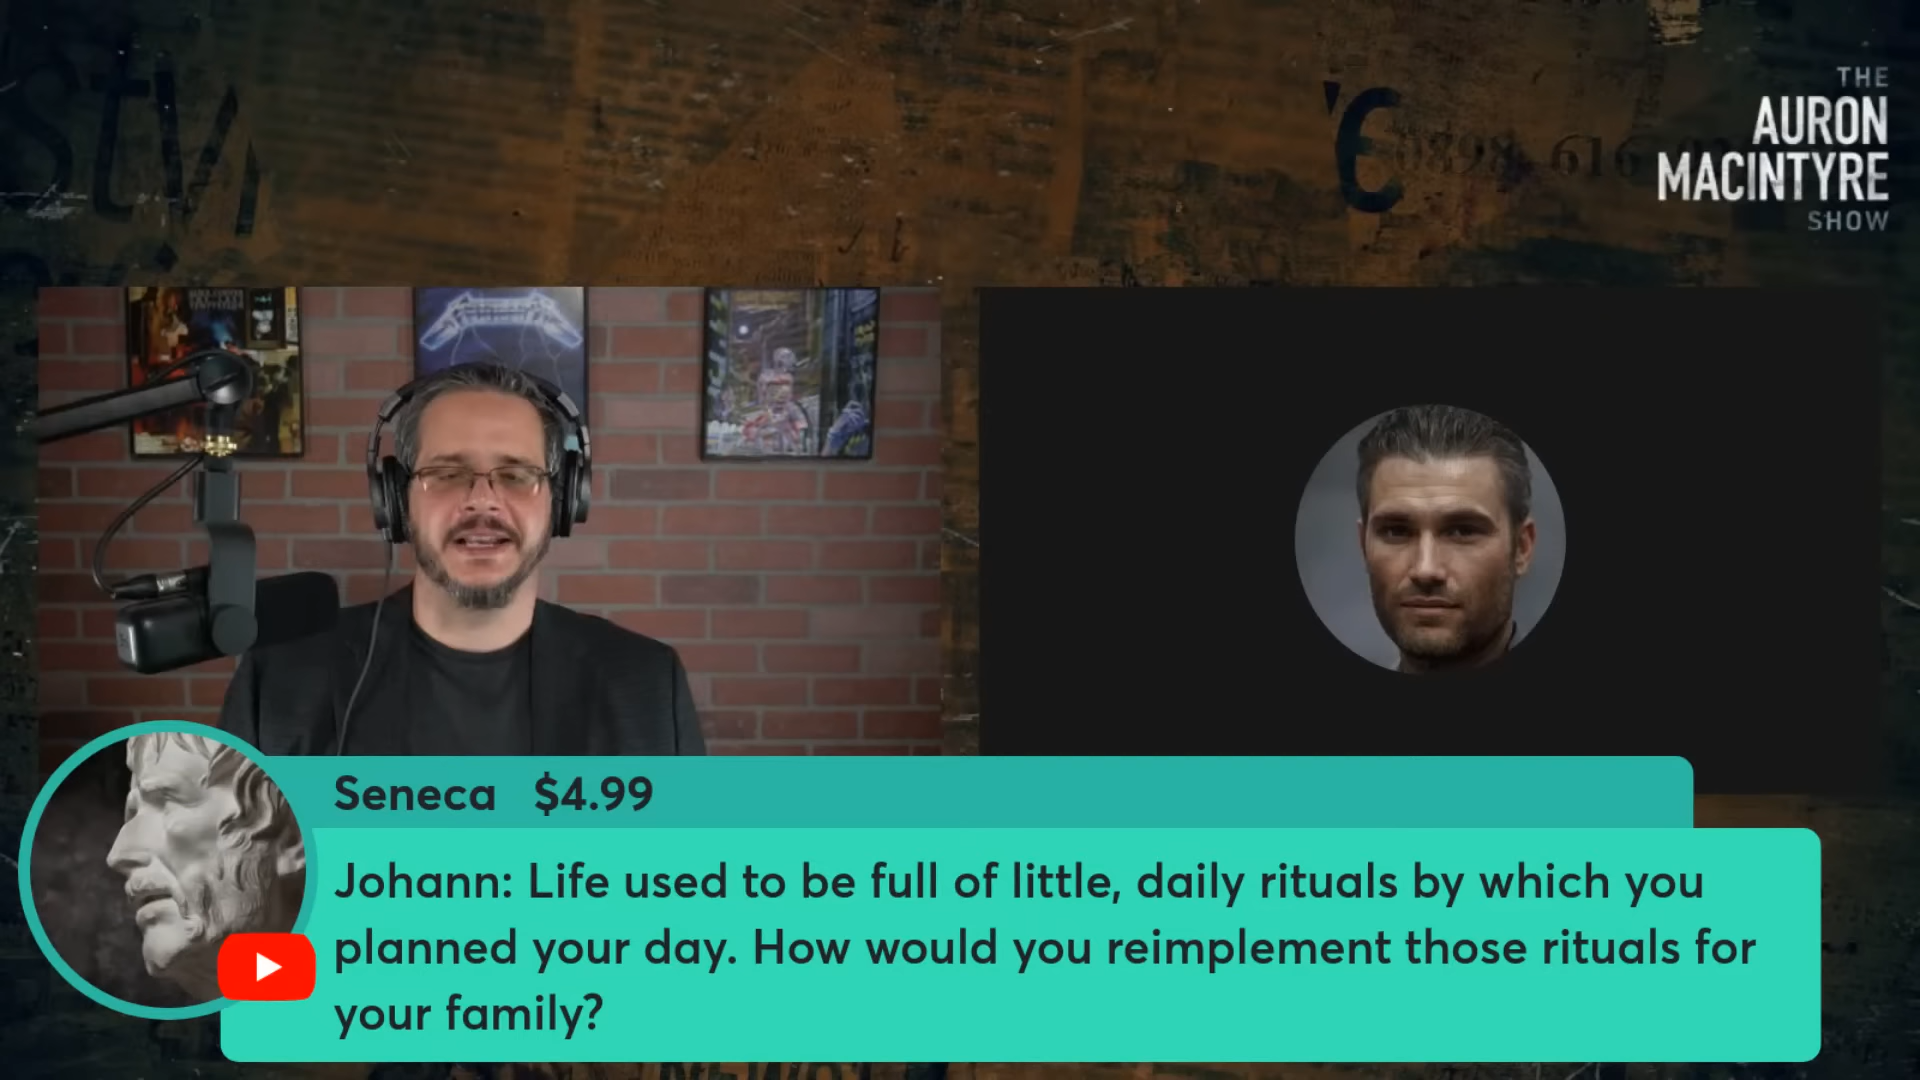 THE
AURON
MACINTYRE
SHOW
Seneca $4.99
Johann: Life used to be full of little, daily rituals by which you
planned your day. How would you reimplement those rituals for
your family?